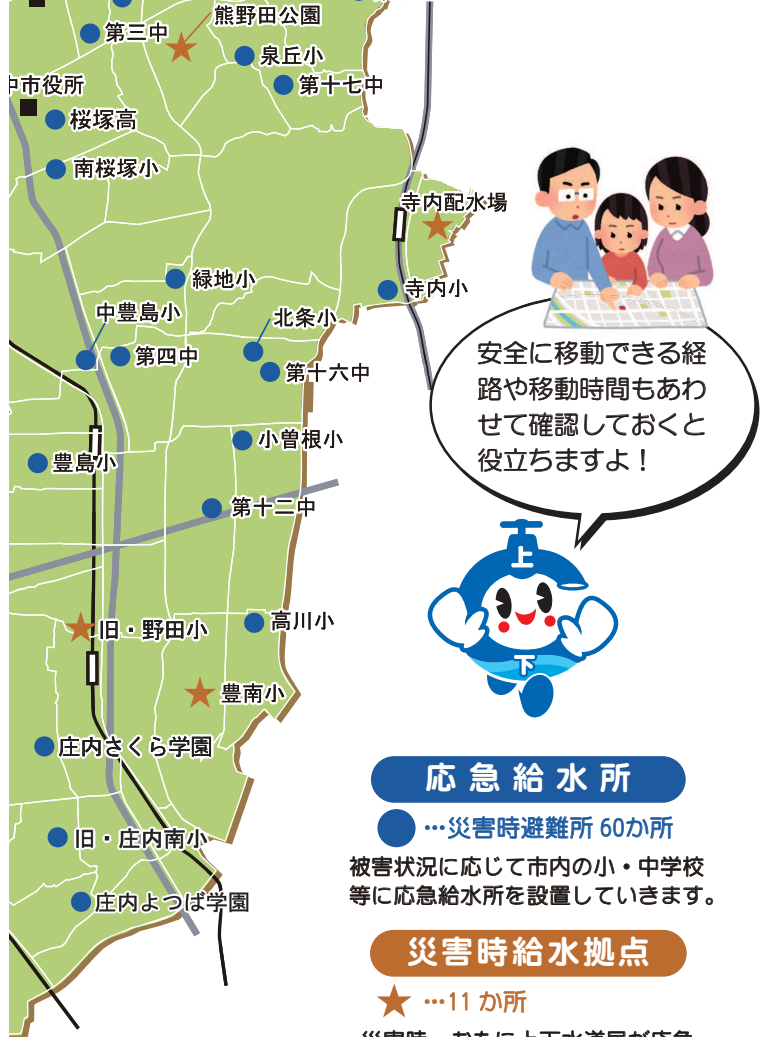 熊野田公園
第三中
泉丘小
第十七中
中市役所
桜塚高
南桜塚小
寺内配水場
緑地小
寺内小
中豊島小
北条小
第四中
第十六中
小曽根小
豊島小
第十二中
旧・野田小
高川小
豊南小
庄内さくら学園
旧・庄内南小
庄内よつば学園
安全に移動できる経
路や移動時間もあわ
せて確認しておくと
役立ちますよ！
上
下
応急給水所
…災害時避難所 60か所
被害状況に応じて市内の小・中学校
等に応急給水所を設置していきます。
災害時給水拠点
…11 か所